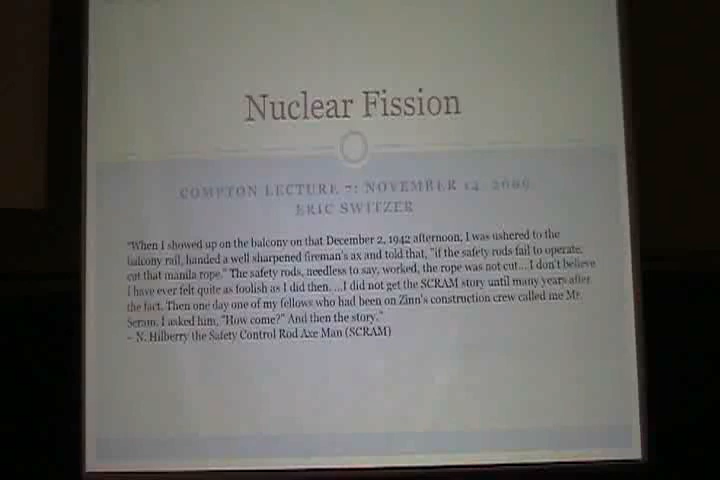 Nuclear Fission
COMPTON LECTURE 7: NOVEMBER 14, 2009
ERIC SWITZER
"When I showed up on the balcony on that December 2, 1942 afternoon, I was ushered to the
balcony rail, handed a well sharpened fireman's ax and told that, "if the safety rods fail to operate,
cut that manila rope." The safety rods, needless to say, worked, the rope was not cut... I don't believe
I have ever felt quite as foolish as I did then. ...I did not get the SCRAM story until many years after
the fact. Then one day one of my fellows who had been on Zinn's construction crew called me Mr.
Scram. I asked him, "How come?" And then the story."
– N. Hilberry the Safety Control Rod Axe Man (SCRAM)